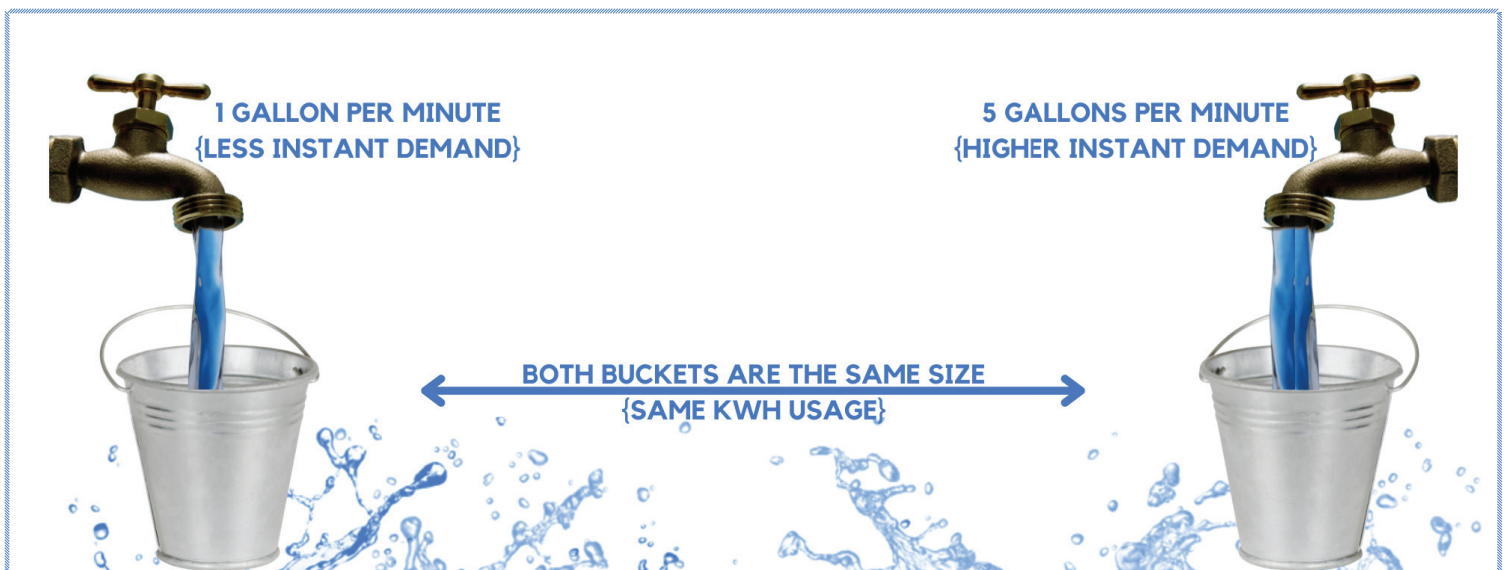 1 GALLON PER MINUTE
{LESS INSTANT DEMAND}
5 GALLONS PER MINUTE
{HIGHER INSTANT DEMAND}
BOTH BUCKETS ARE THE SAME SIZE
{SAME KWH USAGE}